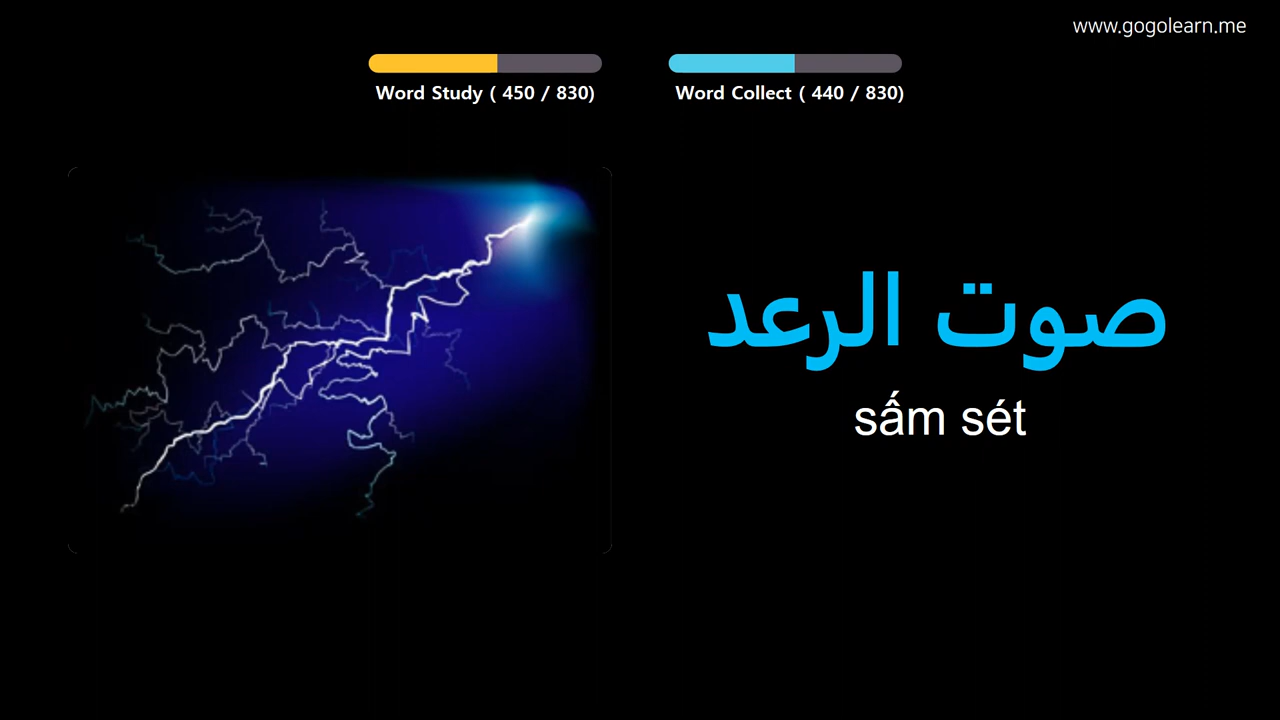 www.gogolearn.me
Word Study ( 450 / 830)
Word Collect ( 440 / 830)
صوت الرعد
sấm sét